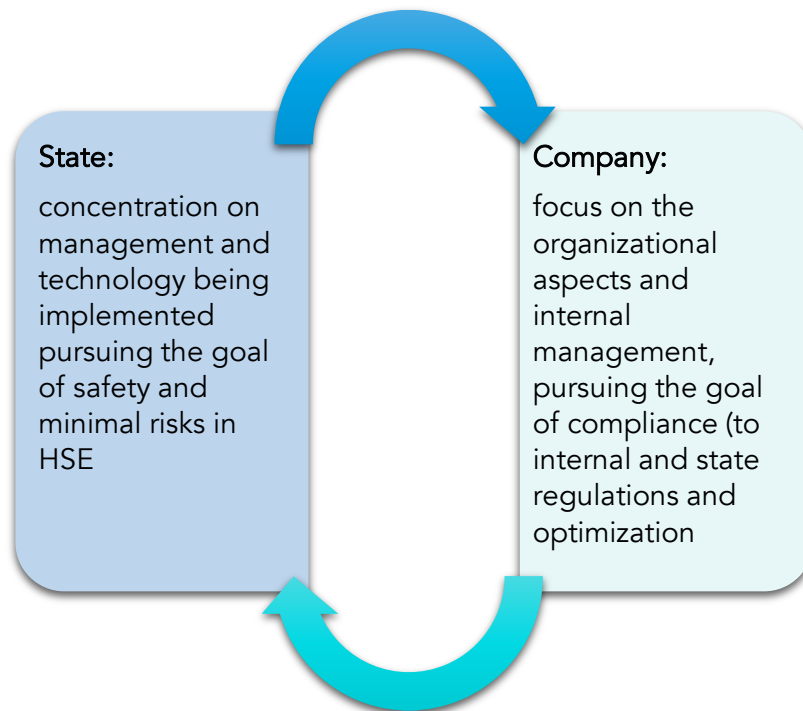 State:
concentration on
management and
technology being
implemented
pursuing the goal
of safety and
minimal risks in
HSE
Company:
focus on the
organizational
aspects and
internal
management,
pursuing the goal
of compliance (to
internal and state
regulations and
optimization